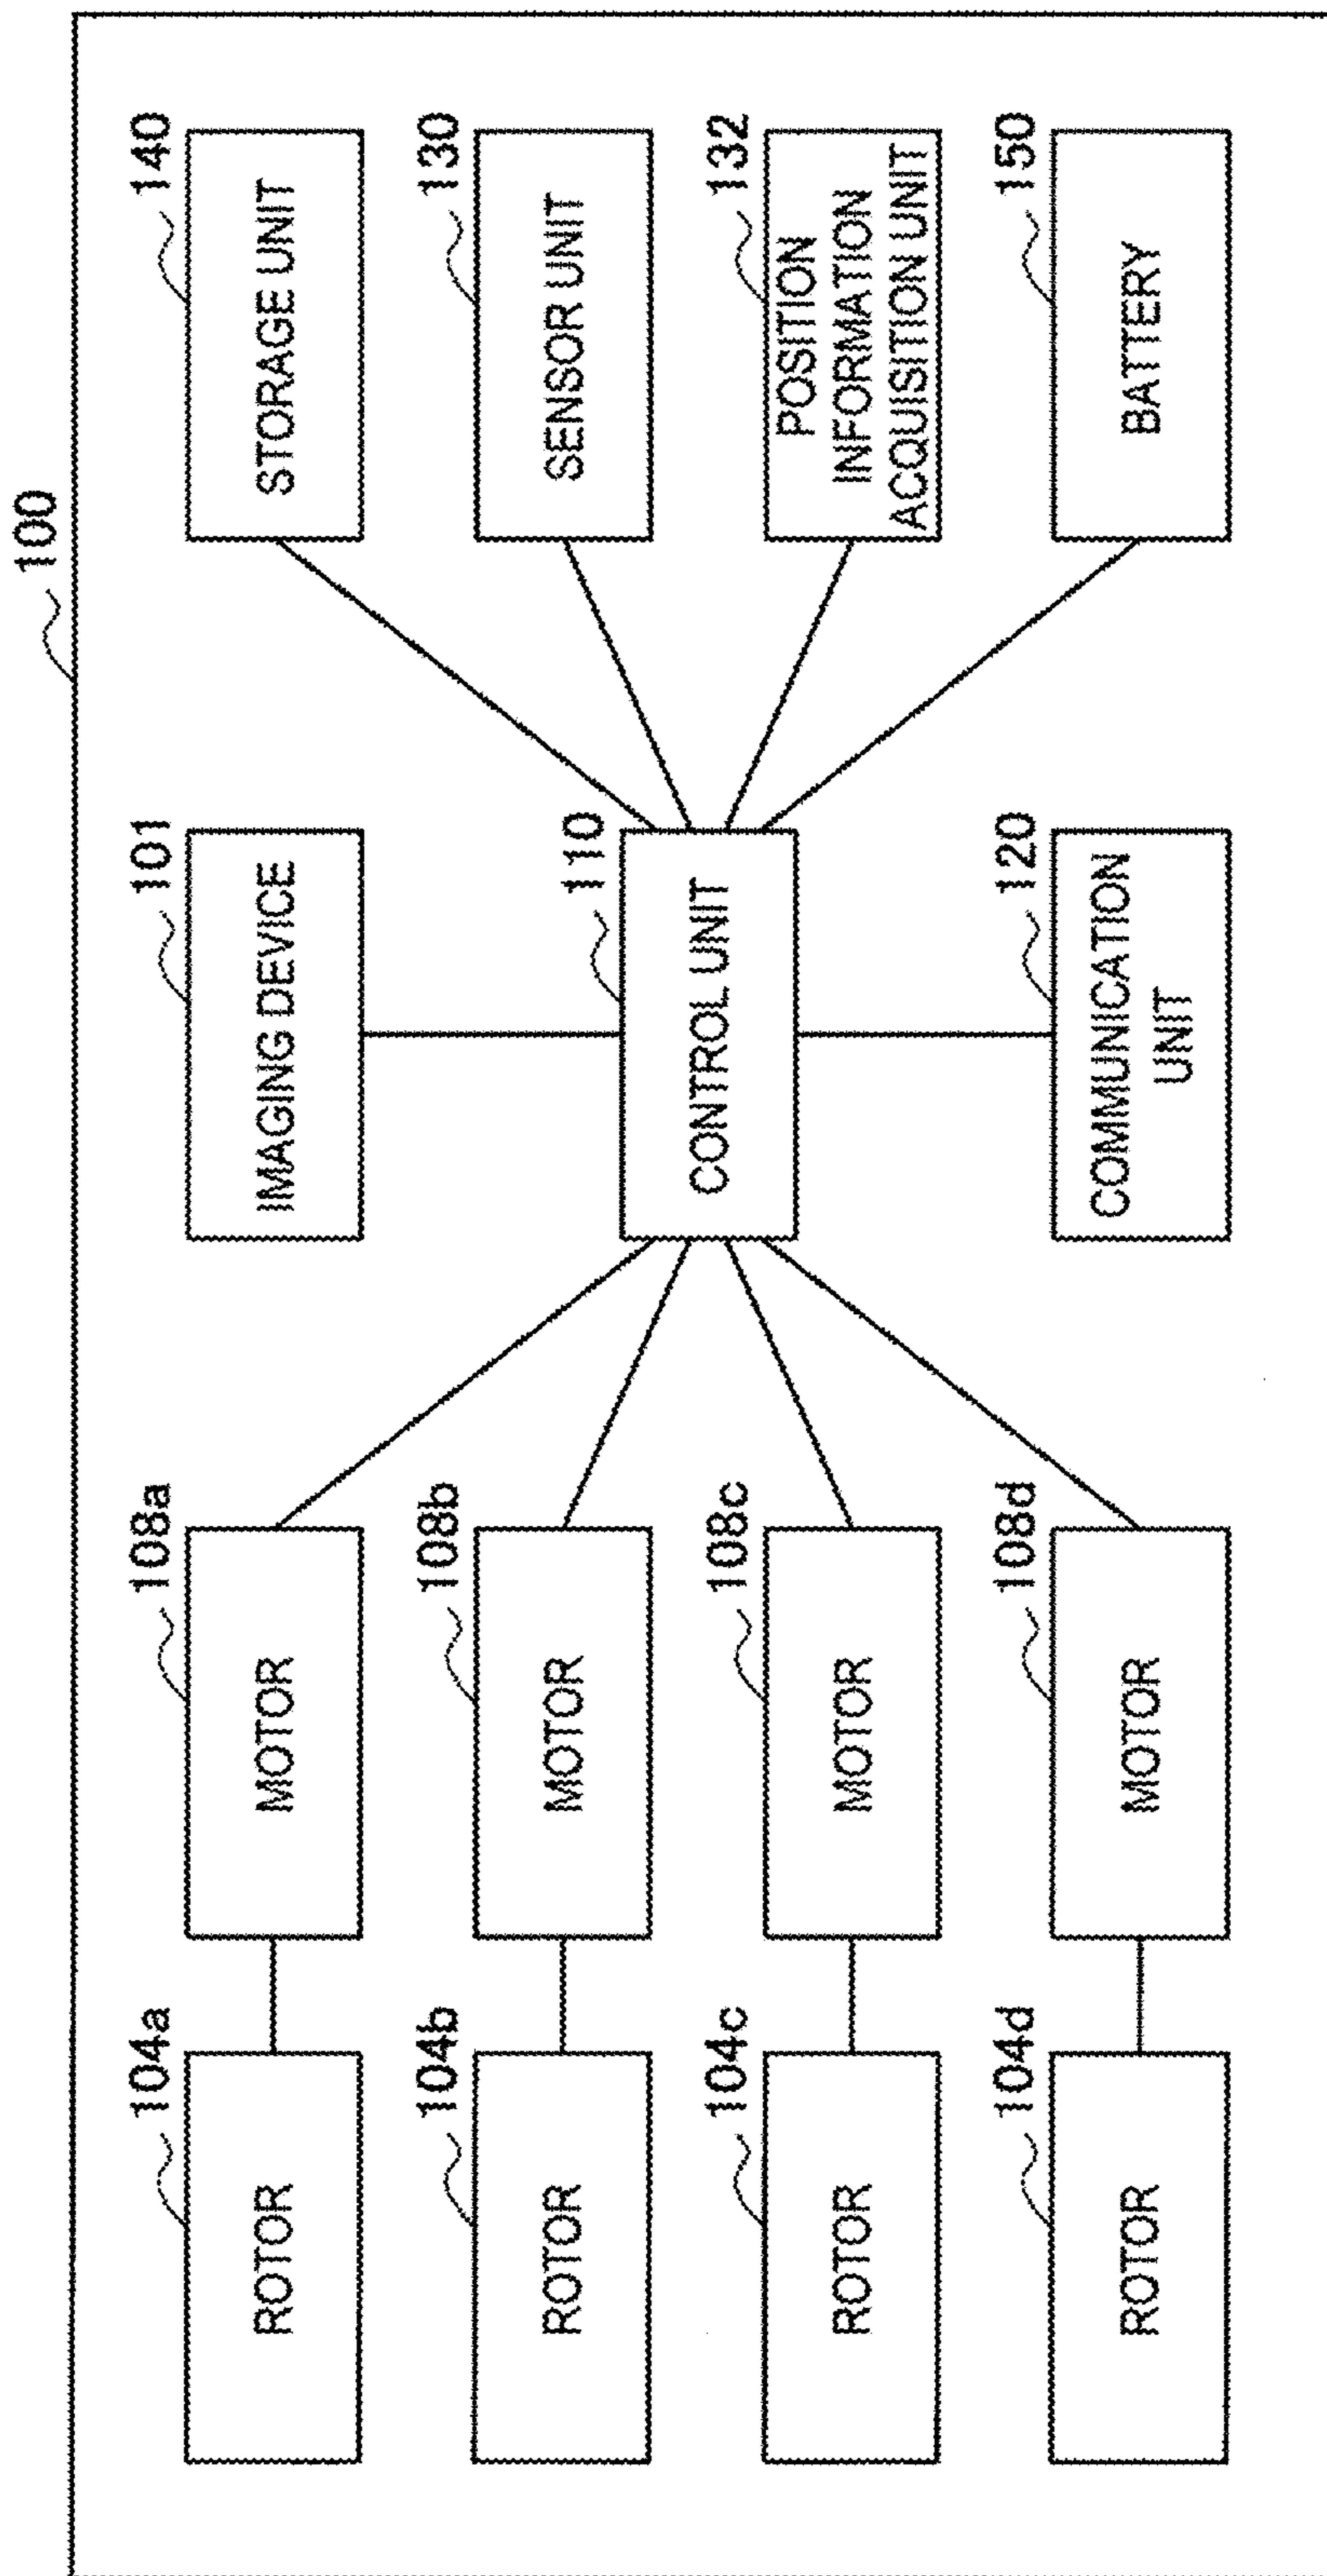 100
104a
ROTOR
108a
MOTOR
101
IMAGING DEVICE
140
STORAGE UNIT
104b
ROTOR
108b
MOTOR
130
SENSOR UNIT
110
CONTROL UNIT
104c
ROTOR
108c
MOTOR
132
POSITION
INFORMATION
ACQUISITION UNIT
104d
ROTOR
108d
MOTOR
120
COMMUNICATION
UNIT
150
BATTERY